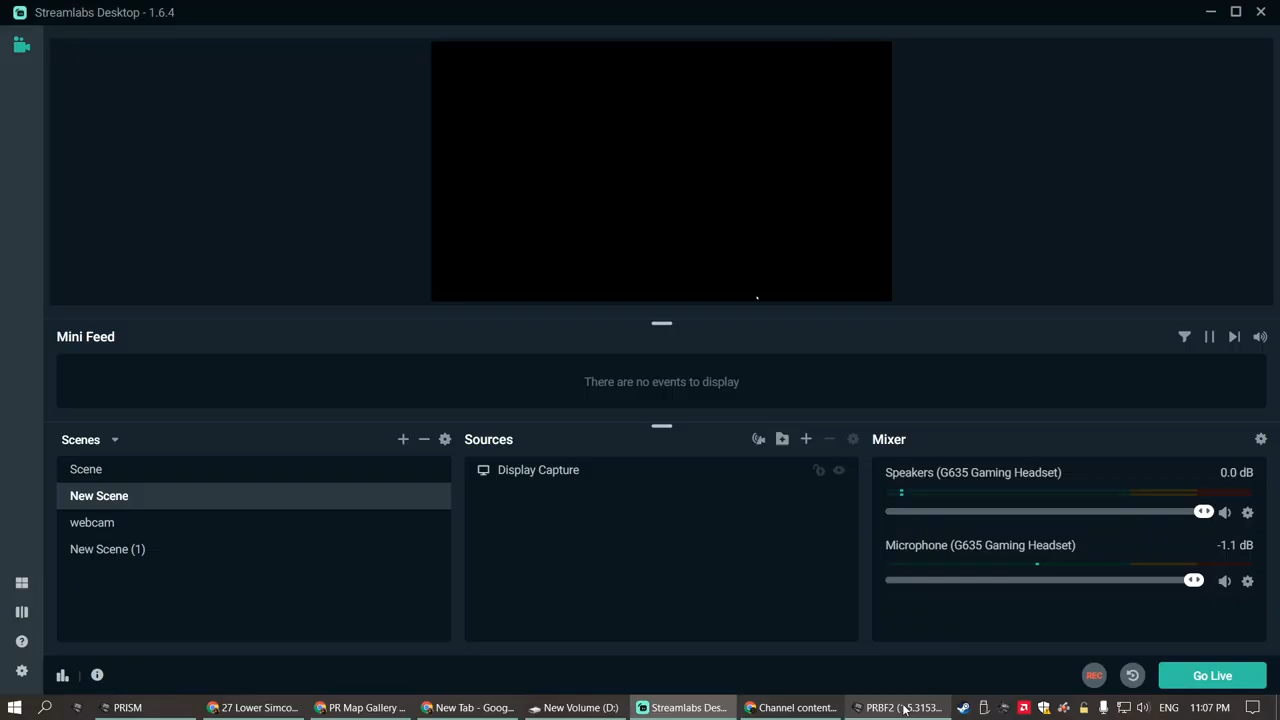 Streamlabs Desktop - 1.6.4
Mini Feed
There are no events to display
Scenes
Scene
New Scene
webcam
New Scene (1)
Sources
Display Capture
Mixer
Speakers (G635 Gaming Headset) 0.0 dB
Microphone (G635 Gaming Headset) -1.1 dB
REC
Go Live
PRISM
27 Lower Simco...
PR Map Gallery ...
New Tab - Goog...
New Volume (D:)
Streamlabs Des...
Channel content...
ENG
11:07 PM